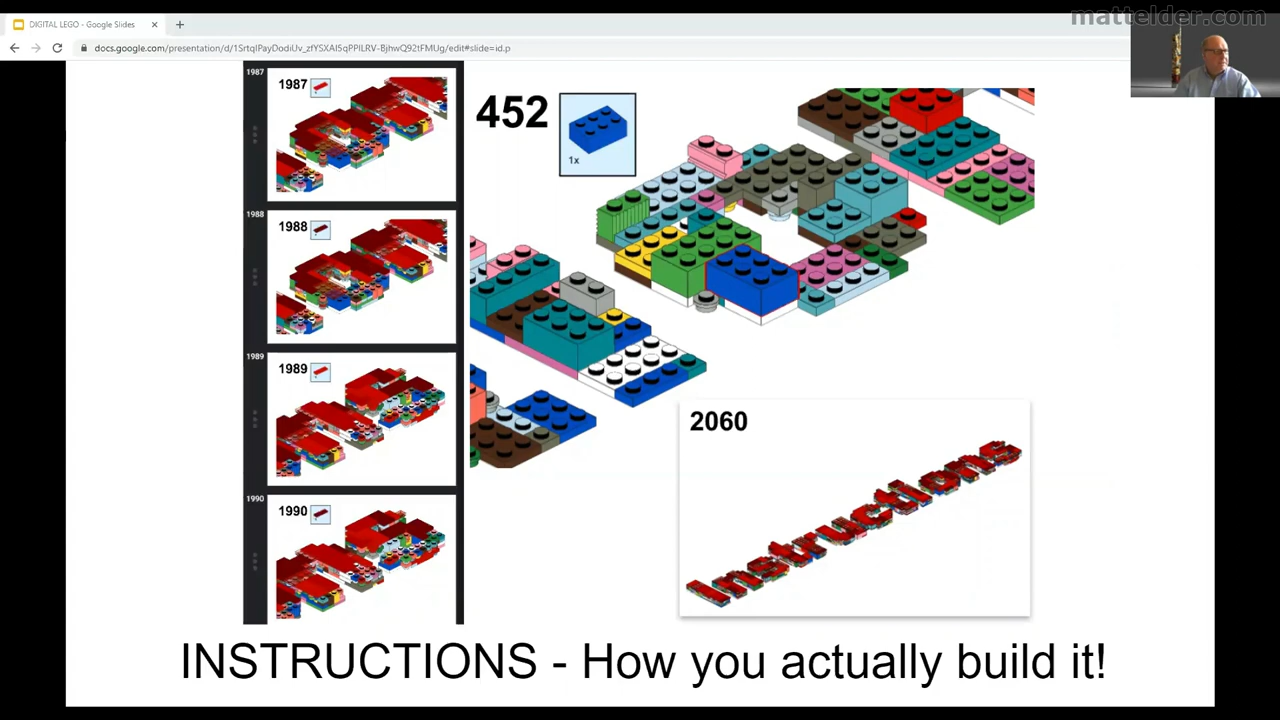 DIGITAL LEGO - Google Slides
mattelder.com
docs.google.com/presentation/d/1SrtqIPayDodiUv_zfYSXAI5qPPILRV-BjhwQ92tFMUg/edit#slide=id.p
1987
1987
1988
1988
1989
1989
1990
1990
452
1x
2060
Instructions
INSTRUCTIONS - How you actually build it!